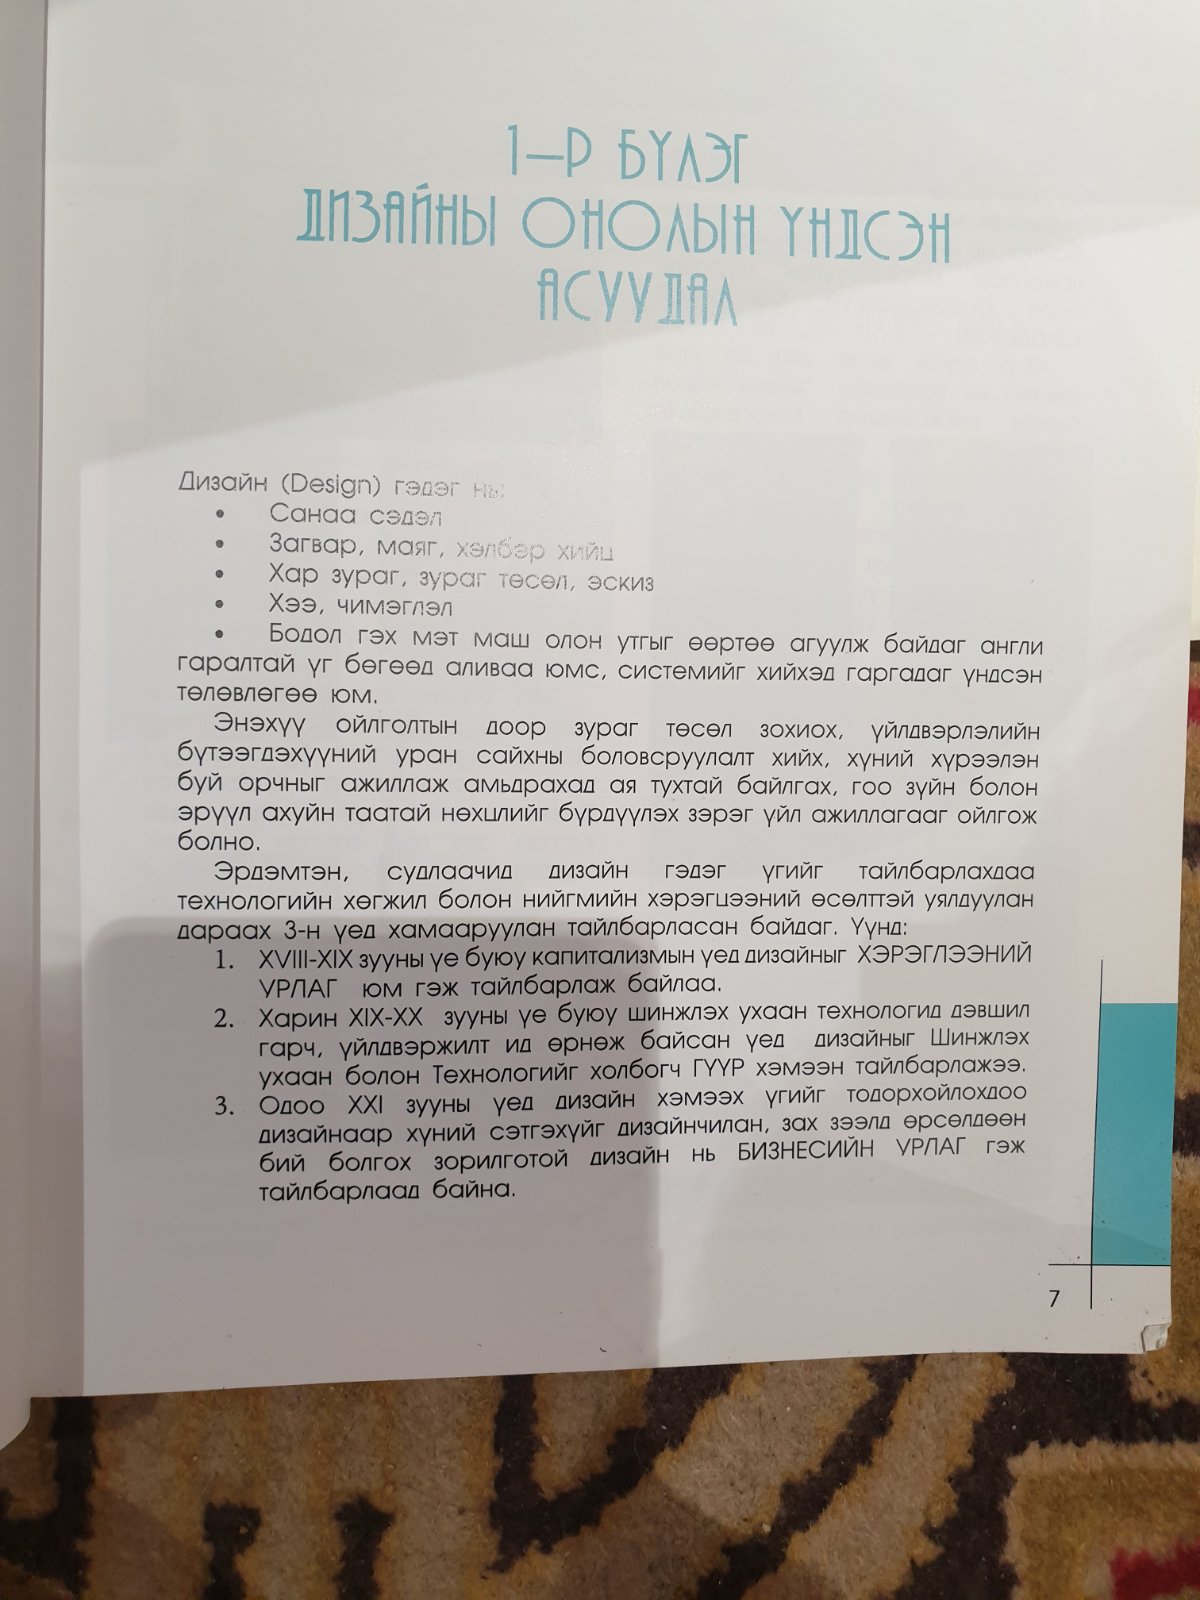 1–Р БҮЛЭГ
ДИЗАЙНЫ ОНОЛЫН ҮНДСЭН
АСУУДАЛ
Дизайн (Design) гэдэг нь:
• Санаа сэдэл
• Загвар, маяг, хэлбэр хийц
• Хар зураг, зураг төсөл, эскиз
• Хээ, чимэглэл
• Бодол гэх мэт маш олон утгыг өөртөө агуулж байдаг англи
гаралтай үг бөгөөд аливаа юмс, системийг хийхэд гаргадаг үндсэн
төлөвлөгөө юм.
Энэхүү ойлголтын доор зураг төсөл зохиох, үйлдвэрлэлийн
бүтээгдэхүүний уран сайхны боловсруулалт хийх, хүний хүрээлэн
буй орчныг ажиллаж амьдрахад ая тухтай байлгах, гоо зүйн болон
эрүүл ахуйн таатай нөхцлийг бүрдүүлэх зэрэг үйл ажиллагааг ойлгож
болно.
Эрдэмтэн, судлаачид дизайн гэдэг үгийг тайлбарлахдаа
технологийн хөгжил болон нийгмийн хэрэгцээний өсөлттэй уялдуулан
дараах 3-н үед хамааруулан тайлбарласан байдаг. Үүнд:
1. XVIII-XIX зууны үе буюу капитализмын үед дизайныг ХЭРЭГЛЭЭНИЙ
УРЛАГ юм гэж тайлбарлаж байлаа.
2. Харин XIX-XX зууны үе буюу шинжлэх ухаан технологид дэвшил
гарч, үйлдвэржилт ид өрнөж байсан үед дизайныг Шинжлэх
ухаан болон Технологийг холбогч ГҮҮР хэмээн тайлбарлажээ.
3. Одоо XXI зууны үед дизайн хэмээх үгийг тодорхойлохдоо
дизайнаар хүний сэтгэхүйг дизайнчилан, зах зээлд өрсөлдөөн
бий болгох зорилготой дизайн нь БИЗНЕСИЙН УРЛАГ гэж
тайлбарлаад байна.
7